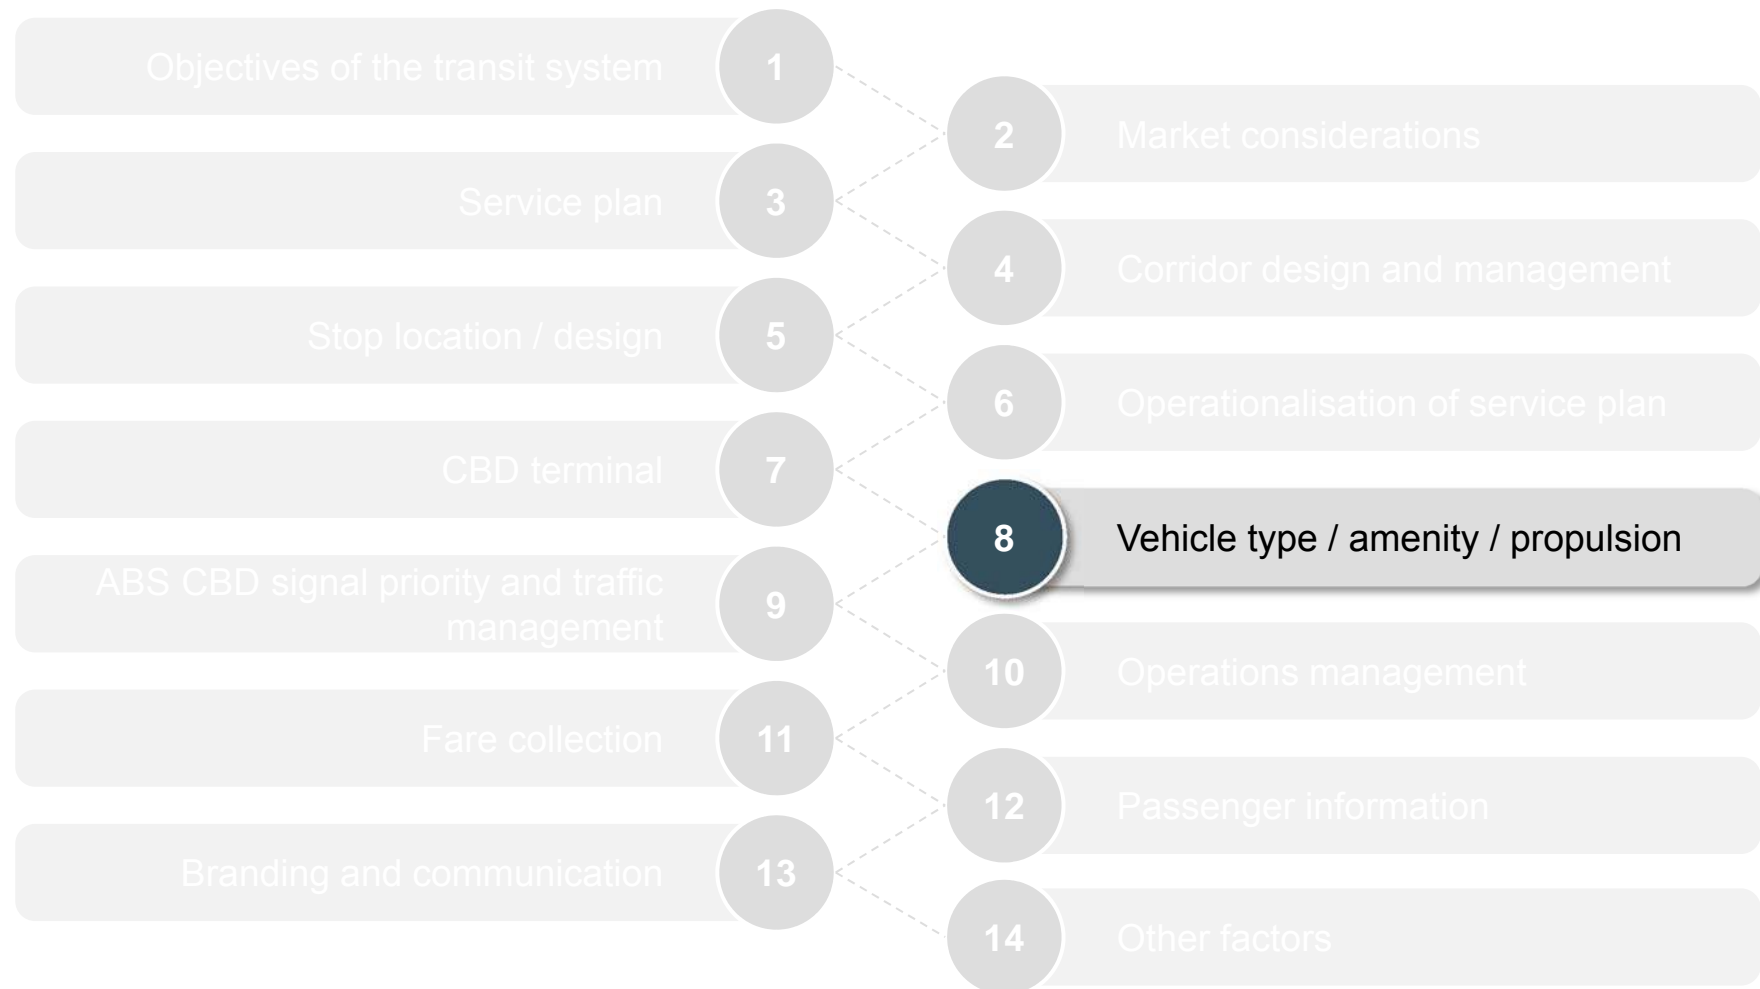 Objectives of the transit system 1
2 Market considerations
Service plan 3
4 Corridor design and management
Stop location / design 5
6 Operationalisation of service plan
CBD terminal 7
8 Vehicle type / amenity / propulsion
ABS CBD signal priority and traffic
management
9
10 Operations management
Fare collection 11
12 Passenger information
Branding and communication 13
14 Other factors